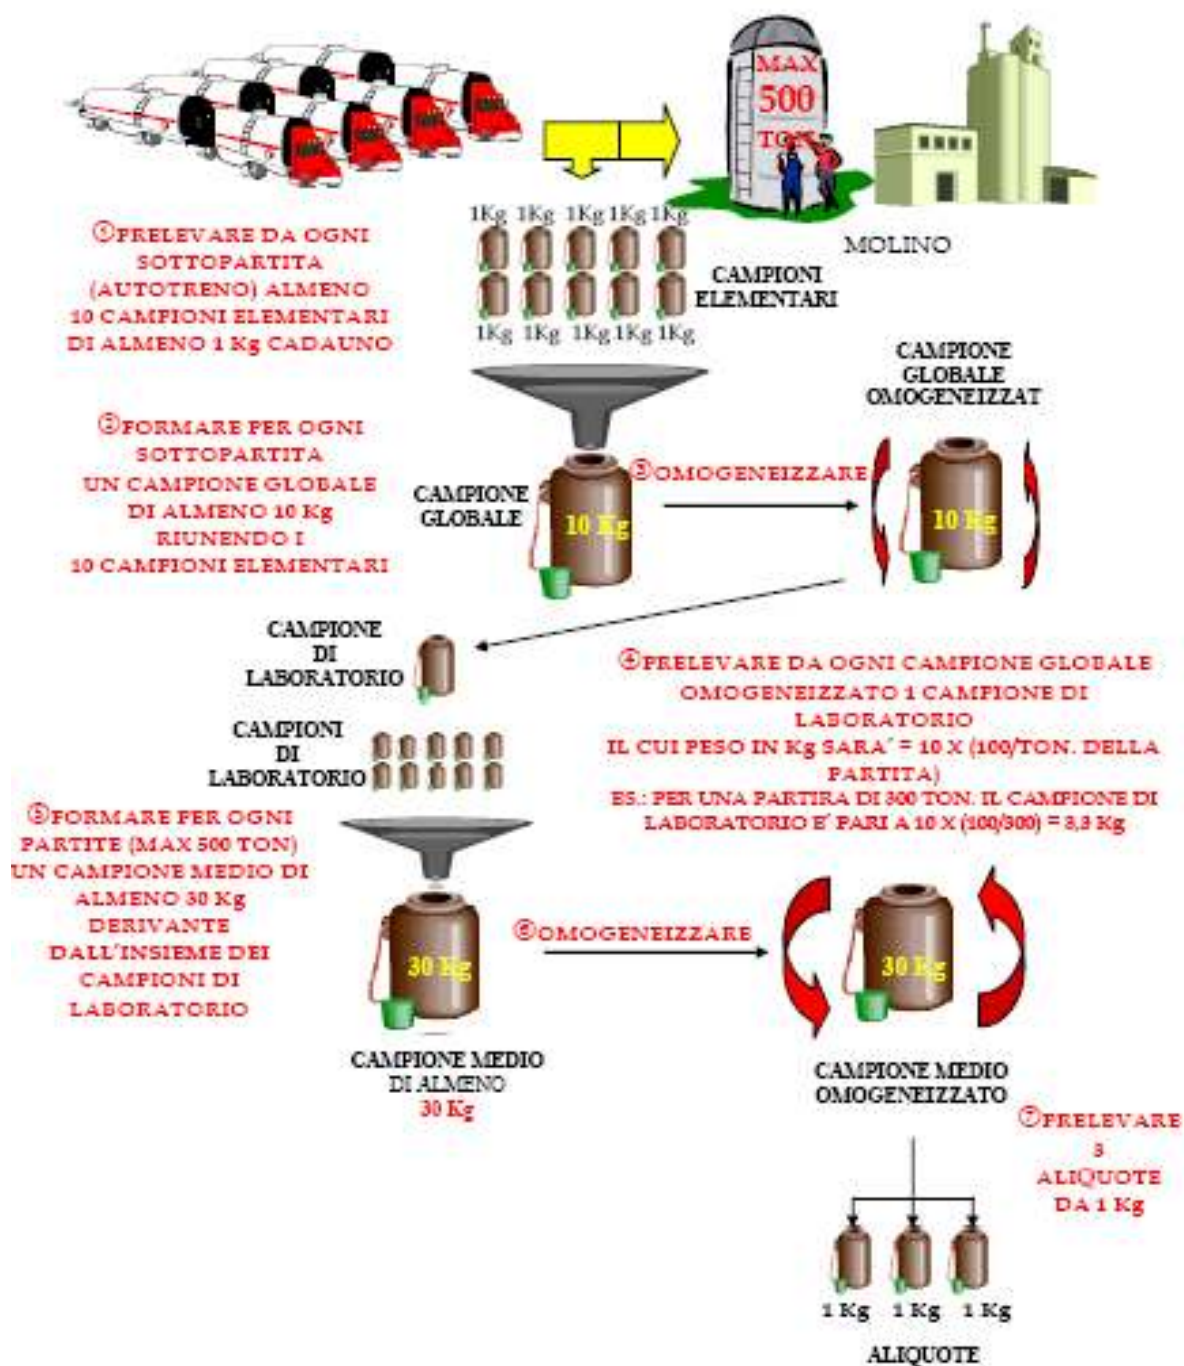 MAX
500
TON
MOLINO
1Kg 1Kg 1Kg 1Kg 1Kg
CAMPIONI
ELEMENTARI
1Kg 1Kg 1Kg 1Kg 1Kg
①PRELEVARE DA OGNI
SOTTOPARTITA
(AUTOTRENO) ALMENO
10 CAMPIONI ELEMENTARI
DI ALMENO 1 Kg CADAUNO
CAMPIONE
GLOBALE
OMOGENEIZZAT
②FORMARE PER OGNI
SOTTOPARTITA
UN CAMPIONE GLOBALE
DI ALMENO 10 Kg
RIUNENDO I
10 CAMPIONI ELEMENTARI
CAMPIONE
GLOBALE
10 Kg
③OMOGENEIZZARE
10 Kg
CAMPIONE
DI
LABORATORIO
④PRELEVARE DA OGNI CAMPIONE GLOBALE
OMOGENEIZZATO 1 CAMPIONE DI
LABORATORIO
IL CUI PESO IN Kg SARA´ = 10 X (100/TON. DELLA
PARTITA)
ES.: PER UNA PARTIRA DI 300 TON. IL CAMPIONE DI
LABORATORIO E´ PARI A 10 X (100/300) = 3,3 Kg
CAMPIONI
DI
LABORATORIO
⑤FORMARE PER OGNI
PARTITE (MAX 500 TON)
UN CAMPIONE MEDIO DI
ALMENO 30 Kg
DERIVANTE
DALL´INSIEME DEI
CAMPIONI DI
LABORATORIO
30 Kg
⑥OMOGENEIZZARE
30 Kg
CAMPIONE MEDIO
DI ALMENO
30 Kg
CAMPIONE MEDIO
OMOGENEIZZATO
⑦PRELEVARE
3
ALIQUOTE
DA 1 Kg
1 Kg 1 Kg 1 Kg
ALIQUOTE